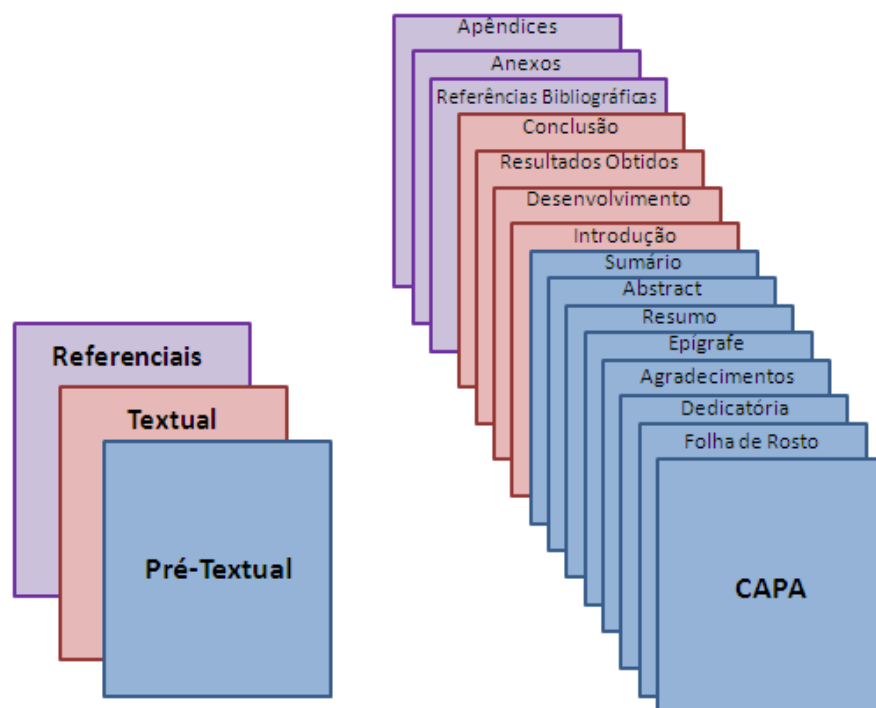 Apêndices
Anexos
Referências Bibliográficas
Conclusão
Resultados Obtidos
Desenvolvimento
Introdução
Sumário
Abstract
Resumo
Epígrafe
Agradecimentos
Dedicatória
Folha de Rosto
CAPA
Referenciais
Textual
Pré-Textual